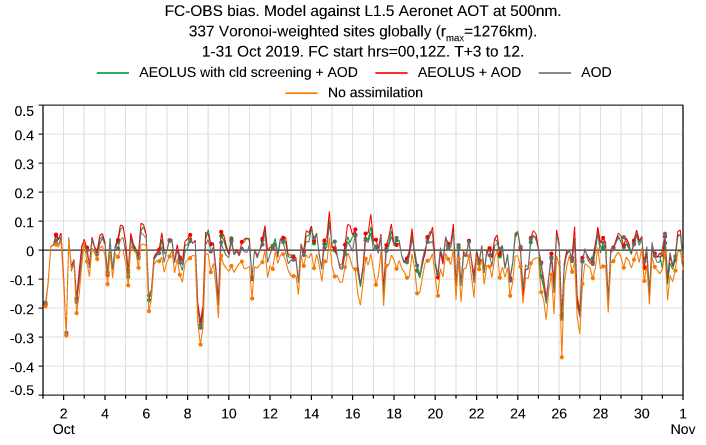 FC-OBS bias. Model against L1.5 Aeronet AOT at 500nm.
337 Voronoi-weighted sites globally (rmax=1276km).
1-31 Oct 2019. FC start hrs=00,12Z. T+3 to 12.
AEOLUS with cld screening + AOD AEOLUS + AOD AOD
No assimilation
0.5
0.4
0.3
0.2
0.1
0
-0.1
-0.2
-0.3
-0.4
-0.5
2 4 6 8 10 12 14 16 18 20 22 24 26 28 30 1
Oct Nov